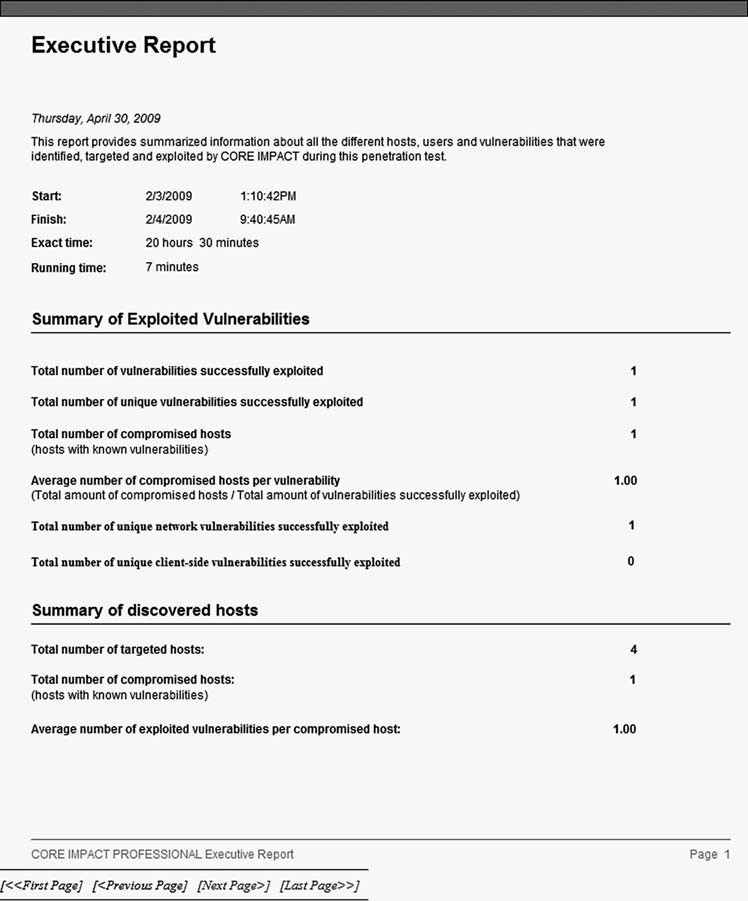 Executive Report
Thursday, April 30, 2009
This report provides summarized information about all the different hosts, users and vulnerabilities that were
identified, targeted and exploited by CORE IMPACT during this penetration test.
Start: 2/3/2009 1:10:42PM
Finish: 2/4/2009 9:40:45AM
Exact time: 20 hours 30 minutes
Running time: 7 minutes
Summary of Exploited Vulnerabilities
Total number of vulnerabilities successfully exploited 1
Total number of unique vulnerabilities successfully exploited 1
Total number of compromised hosts 1
(hosts with known vulnerabilities)
Average number of compromised hosts per vulnerability 1.00
(Total amount of compromised hosts / Total amount of vulnerabilities successfully exploited)
Total number of unique network vulnerabilities successfully exploited 1
Total number of unique client-side vulnerabilities successfully exploited 0
Summary of discovered hosts
Total number of targeted hosts: 4
Total number of compromised hosts: 1
(hosts with known vulnerabilities)
Average number of exploited vulnerabilities per compromised host: 1.00
CORE IMPACT PROFESSIONAL Executive Report Page 1
[<<First Page] [<Previous Page] [Next Page>] [Last Page>>]